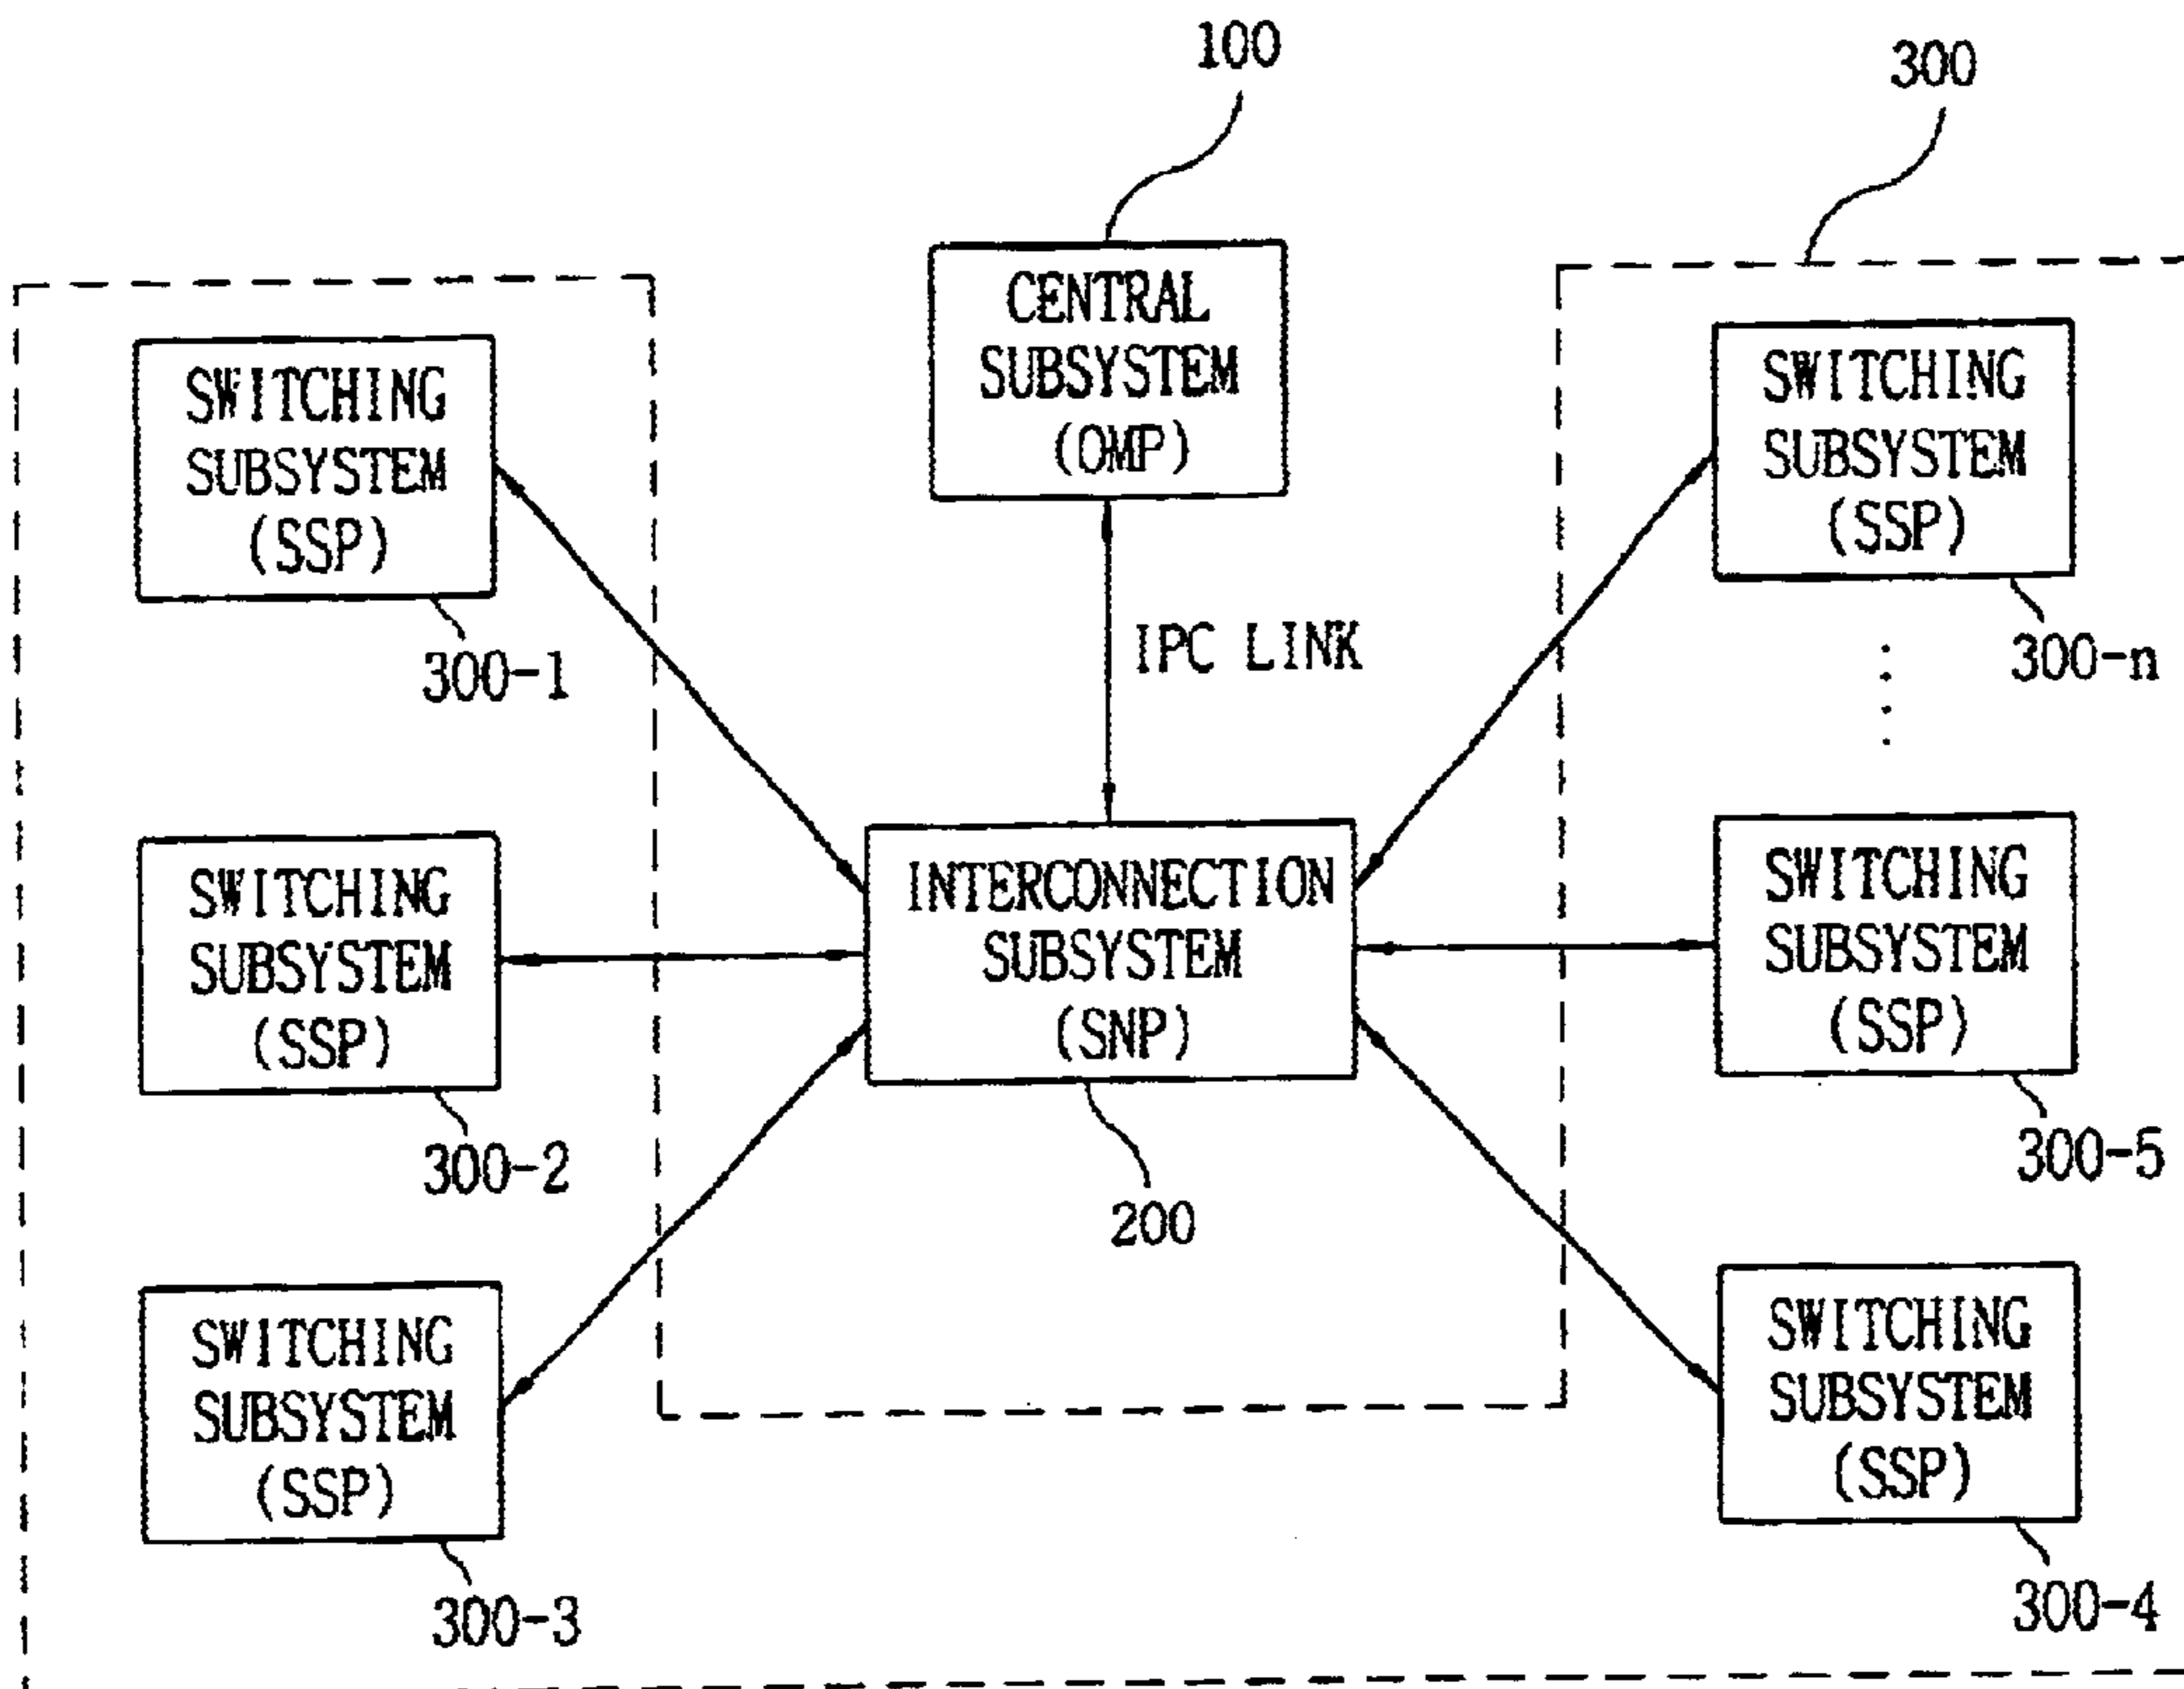 100
300
CENTRAL
SUBSYSTEM
(OMP)
SWITCHING
SUBSYSTEM
(SSP)
300-1
SWITCHING
SUBSYSTEM
(SSP)
300-n
IPC LINK
SWITCHING
SUBSYSTEM
(SSP)
300-2
INTERCONNECTION
SUBSYSTEM
(SNP)
200
SWITCHING
SUBSYSTEM
(SSP)
300-5
SWITCHING
SUBSYSTEM
(SSP)
300-3
SWITCHING
SUBSYSTEM
(SSP)
300-4